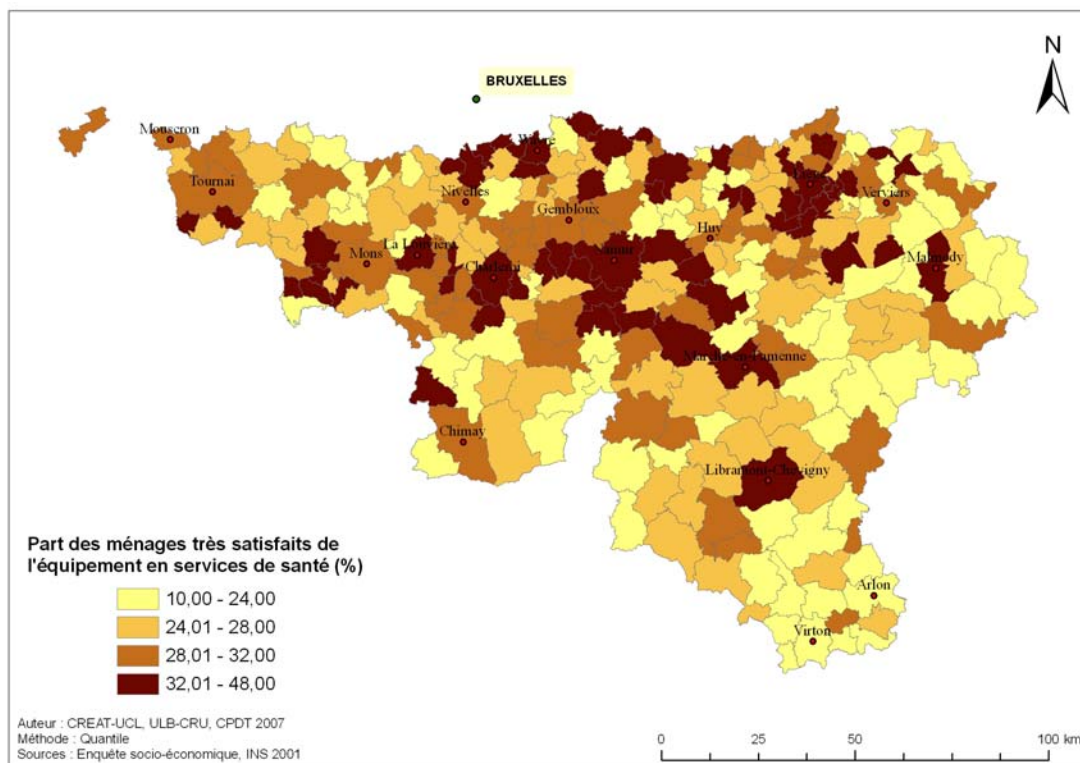 N
BRUXELLES
Mouscron
Wavre
Tournai
Liège
Nivelles
Verviers
Gembloux
Huy
La Louvière
Mons
Namur
Charleroi
Malmedy
Marche-en-Famenne
Chimay
Libramont-Chevigny
Arlon
Virton
Part des ménages très satisfaits de
l'équipement en services de santé (%)
10,00 - 24,00
24,01 - 28,00
28,01 - 32,00
32,01 - 48,00
Auteur : CREAT-UCL, ULB-CRU, CPDT 2007
Méthode : Quantile
Sources : Enquête socio-économique, INS 2001
0 25 50 100 km